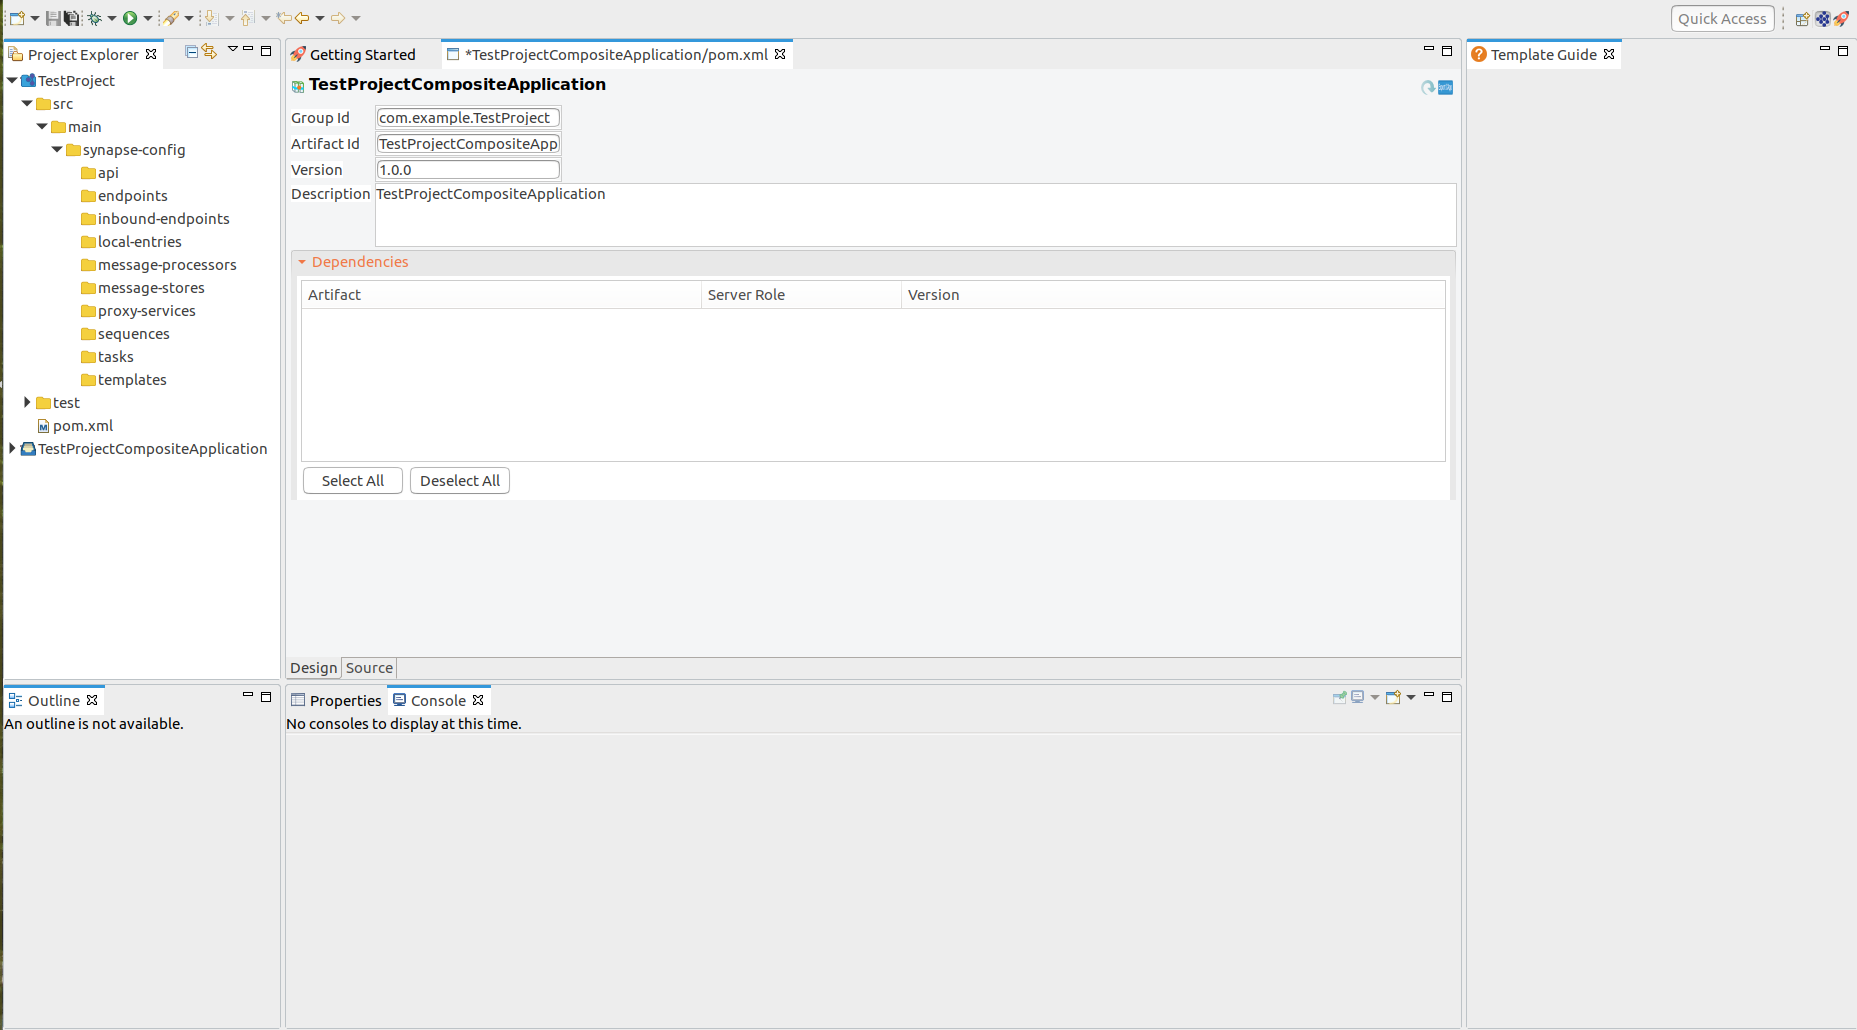 Quick Access
Project Explorer
TestProject
src
main
synapse-config
api
endpoints
inbound-endpoints
local-entries
message-processors
message-stores
proxy-services
sequences
tasks
templates
test
pom.xml
TestProjectCompositeApplication
Getting Started
*TestProjectCompositeApplication/pom.xml
TestProjectCompositeApplication
Group Id com.example.TestProject
Artifact Id TestProjectCompositeApp
Version 1.0.0
Description TestProjectCompositeApplication
Dependencies
Artifact Server Role Version
Select All Deselect All
Design Source
Template Guide
Outline
An outline is not available.
Properties Console
No consoles to display at this time.